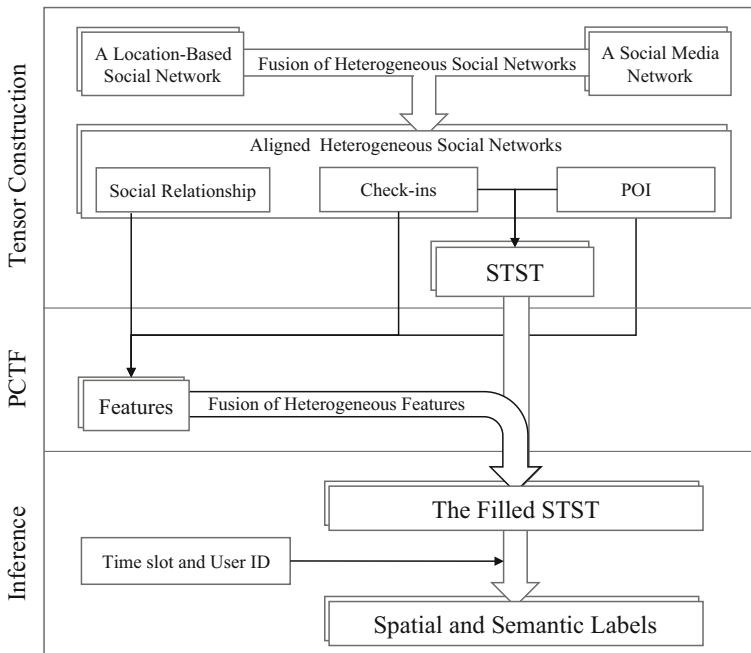 Tensor Construction
A Location-Based
Social Network
Fusion of Heterogeneous Social Networks
A Social Media
Network
Aligned Heterogeneous Social Networks
Social Relationship
Check-ins
POI
STST
PCTF
Features
Fusion of Heterogeneous Features
Inference
The Filled STST
Time slot and User ID
Spatial and Semantic Labels